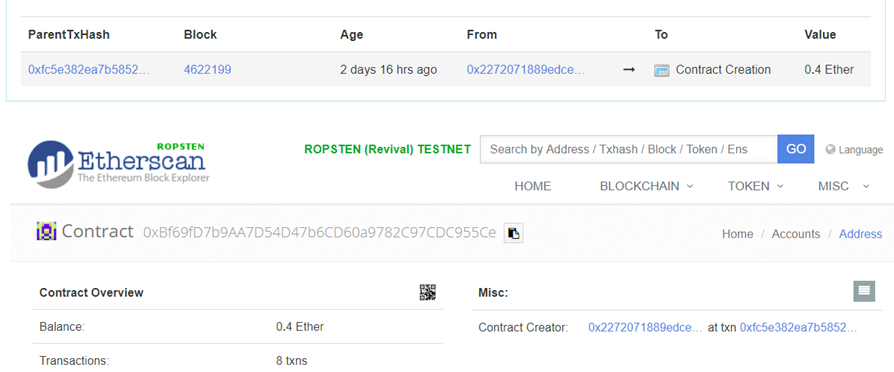 ParentTxHash Block Age From To Value
0xfc5e382ea7b5852... 4622199 2 days 16 hrs ago 0x2272071889edce... → Contract Creation 0.4 Ether
ROPSTEN
Etherscan
The Ethereum Block Explorer
ROPSTEN (Revival) TESTNET Search by Address / Txhash / Block / Token / Ens GO Language
HOME BLOCKCHAIN TOKEN MISC
Contract 0xBf69fD7b9AA7D54D47b6CD60a9782C97CDC955Ce Home / Accounts / Address
Contract Overview
Balance: 0.4 Ether
Transactions: 8 txns
Misc:
Contract Creator: 0x2272071889edce... at txn 0xfc5e382ea7b5852...